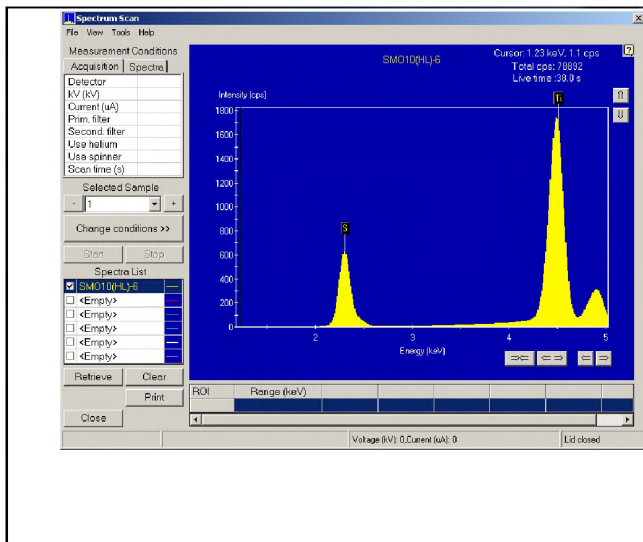 Spectrum Scan
File View Tools Help
Measurement Conditions
Acquisition Spectra
Detector
kV (kV)
Current (uA)
Prim. filter
Second. filter
Use helium
Use spinner
Scan time (s)
Selected Sample
- 1 +
Change conditions >>
Start Stop
Spectra List
SMO10(HL)-6
<Empty>
<Empty>
<Empty>
<Empty>
<Empty>
Retrieve Clear
Print
Close
SMO10(HL)-6
Cursor: 1.23 keV, 1.1 cps
Total cps: 78892
Live time :38.0 s
?
Intensity [cps]
1800
1600
1400
1200
1000
800
600
400
200
0
S
Ti
2 3 4 5
Energy (keV)
ROI Range (keV)
Voltage (kV): 0,Current (uA): 0 Lid closed